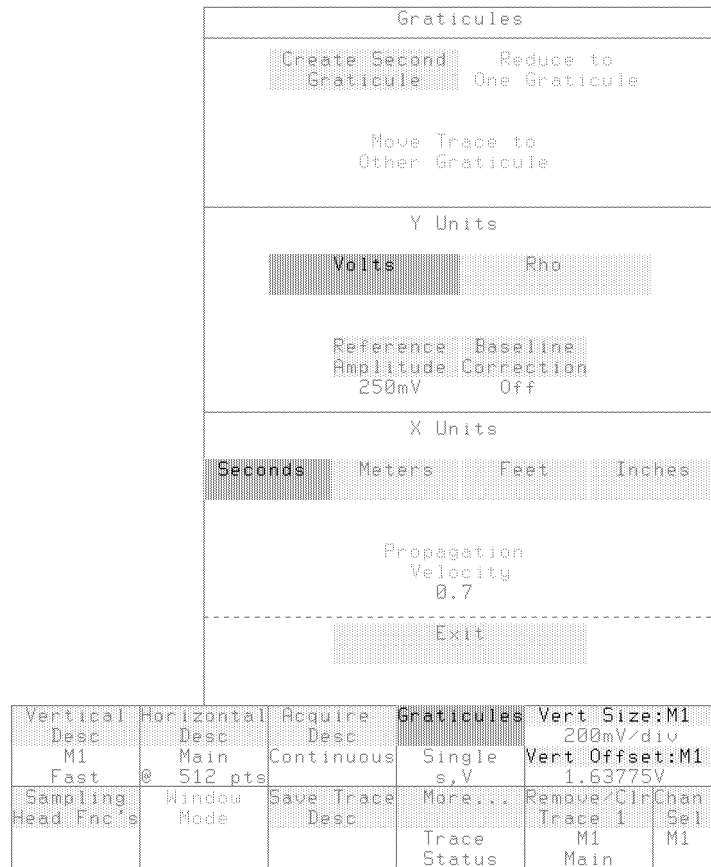 Graticules
Create Second Reduce to
Graticule One Graticule
Move Trace to
Other Graticule
Y Units
Volts Rho
Reference Baseline
Amplitude Correction
250mV Off
X Units
Seconds Meters Feet Inches
Propagation
Velocity
0.7
Exit
Vertical Horizontal Acquire Graticules Vert Size:M1
Desc Desc Desc 200mV/div
M1 Main Continuous Single Vert Offset:M1
Fast @ 512 pts s,V 1.63775V
Sampling Window Save Trace More... Remove/Clr Chan
Head Fnc's Mode Desc Trace 1 Sel
Trace M1 M1
Status Main